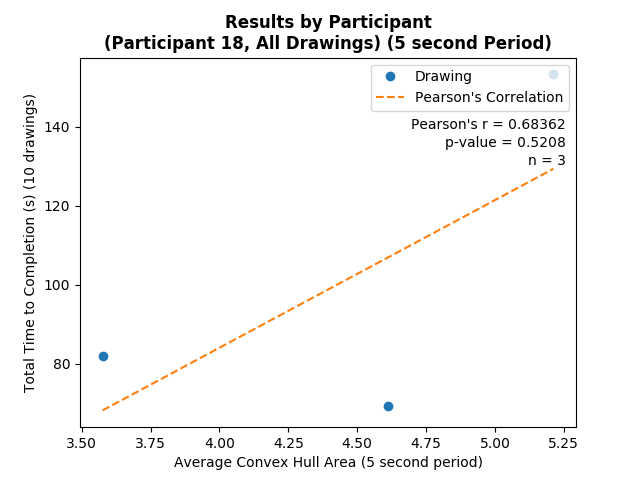 Results by Participant
(Participant 18, All Drawings) (5 second Period)
Drawing
Pearson's Correlation
Pearson's r = 0.68362
p-value = 0.5208
n = 3
Total Time to Completion (s) (10 drawings)
140
120
100
80
3.50 3.75 4.00 4.25 4.50 4.75 5.00 5.25
Average Convex Hull Area (5 second period)